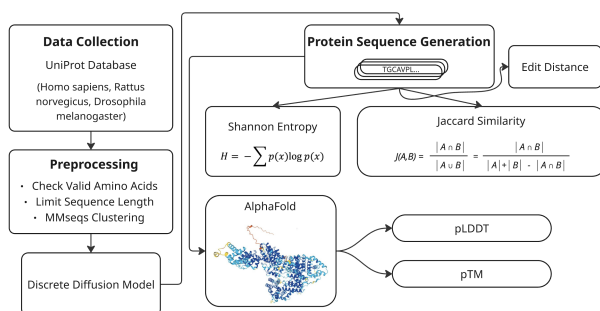 Data Collection
UniProt Database
(Homo sapiens, Rattus
norvegicus, Drosophila
melanogaster)
Preprocessing
· Check Valid Amino Acids
· Limit Sequence Length
· MMseqs Clustering
Discrete Diffusion Model
Protein Sequence Generation
TGCAVPL...
Edit Distance
Shannon Entropy
H = −∑ p(x)log p(x)
Jaccard Similarity
J(A,B) = |A ∩ B| / |A ∪ B| = |A ∩ B| / |A|+|B| - |A ∩ B|
AlphaFold
pLDDT
pTM